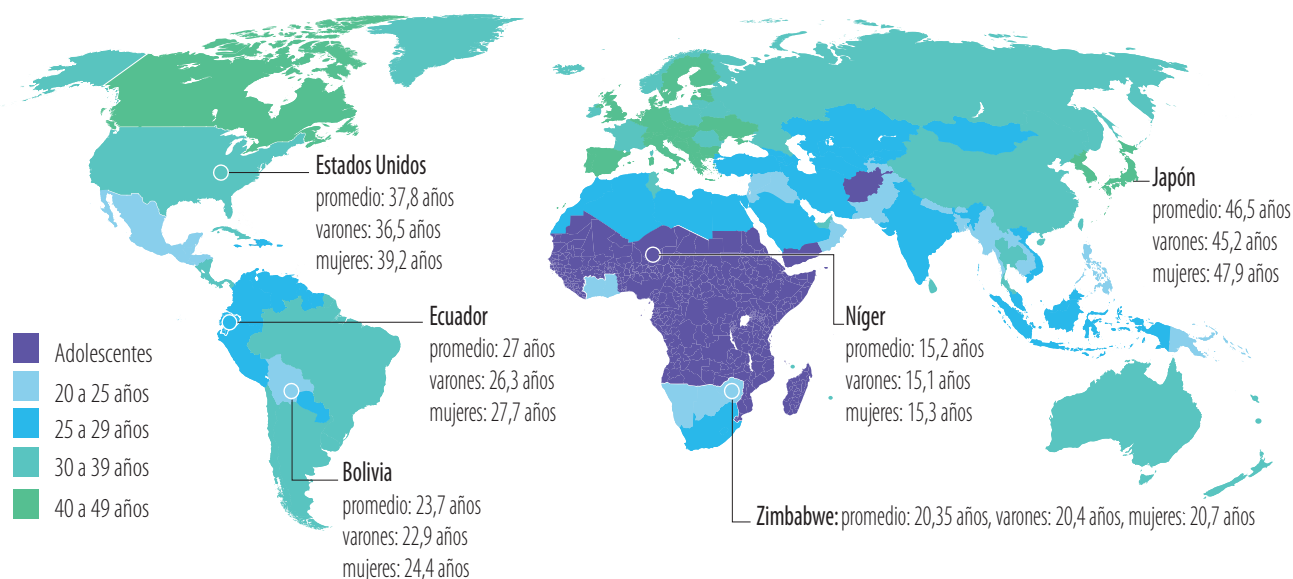 Estados Unidos
promedio: 37,8 años
varones: 36,5 años
mujeres: 39,2 años
Japón
promedio: 46,5 años
varones: 45,2 años
mujeres: 47,9 años
Ecuador
promedio: 27 años
varones: 26,3 años
mujeres: 27,7 años
Níger
promedio: 15,2 años
varones: 15,1 años
mujeres: 15,3 años
Adolescentes
20 a 25 años
25 a 29 años
30 a 39 años
40 a 49 años
Bolivia
promedio: 23,7 años
varones: 22,9 años
mujeres: 24,4 años
Zimbabwe: promedio: 20,35 años, varones: 20,4 años, mujeres: 20,7 años